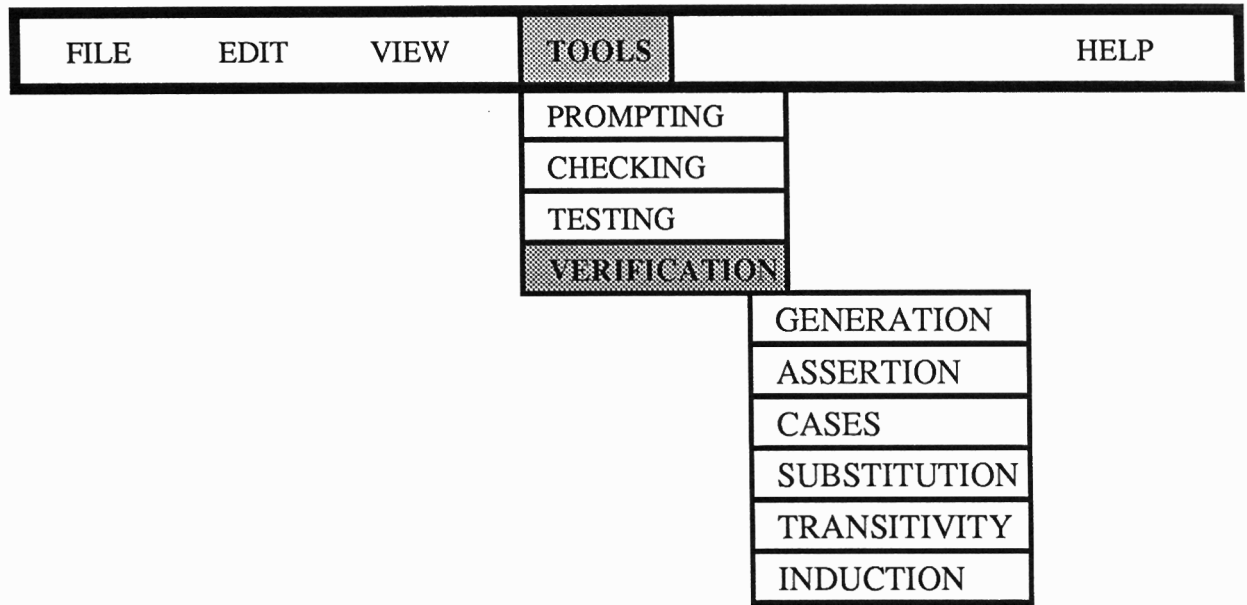 FILE EDIT VIEW TOOLS HELP
PROMPTING
CHECKING
TESTING
VERIFICATION
GENERATION
ASSERTION
CASES
SUBSTITUTION
TRANSITIVITY
INDUCTION